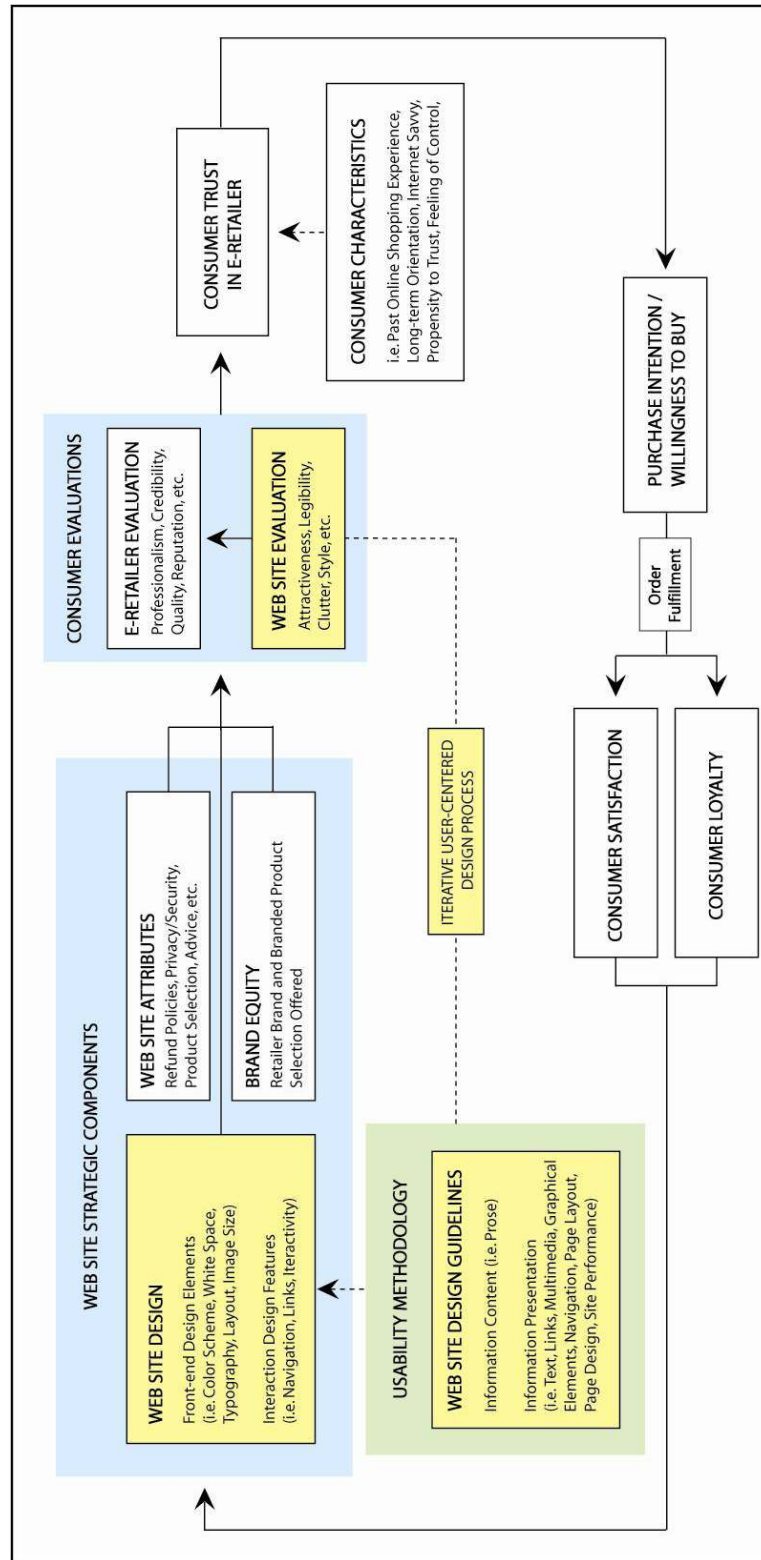 WEB SITE STRATEGIC COMPONENTS
WEB SITE DESIGN
Front-end Design Elements
(i.e. Color Scheme, White Space,
Typography, Layout, Image Size)
Interaction Design Features
(i.e. Navigation, Links, Iteractivity)
WEB SITE ATTRIBUTES
Refund Policies, Privacy/Security,
Product Selection, Advice, etc.
BRAND EQUITY
Retailer Brand and Branded Product
Selection Offered
USABILITY METHODOLOGY
WEB SITE DESIGN GUIDELINES
Information Content (i.e. Prose)
Information Presentation
(i.e. Text, Links, Multimedia, Graphical
Elements, Navigation, Page Layout,
Page Design, Site Performance)
ITERATIVE USER-CENTERED
DESIGN PROCESS
CONSUMER EVALUATIONS
E-RETAILER EVALUATION
Professionalism, Credibility,
Quality, Reputation, etc.
WEB SITE EVALUATION
Attractiveness, Legibility,
Clutter, Style, etc.
CONSUMER TRUST
IN E-RETAILER
CONSUMER CHARACTERISTICS
i.e. Past Online Shopping Experience,
Long-term Orientation, Internet Savvy,
Propensity to Trust, Feeling of Control,
PURCHASE INTENTION /
WILLINGNESS TO BUY
Order
Fulfillment
CONSUMER SATISFACTION
CONSUMER LOYALTY